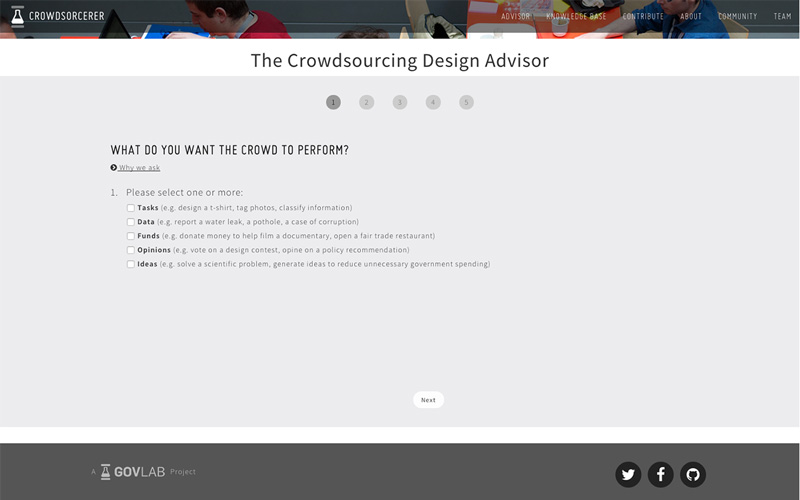 CROWDSORCERER
ADVISOR KNOWLEDGE BASE CONTRIBUTE ABOUT COMMUNITY TEAM
The Crowdsourcing Design Advisor
1 2 3 4 5
WHAT DO YOU WANT THE CROWD TO PERFORM?
Why we ask
1. Please select one or more:
Tasks (e.g. design a t-shirt, tag photos, classify information)
Data (e.g. report a water leak, a pothole, a case of corruption)
Funds (e.g. donate money to help film a documentary, open a fair trade restaurant)
Opinions (e.g. vote on a design contest, opine on a policy recommendation)
Ideas (e.g. solve a scientific problem, generate ideas to reduce unnecessary government spending)
Next
A GOVLAB Project